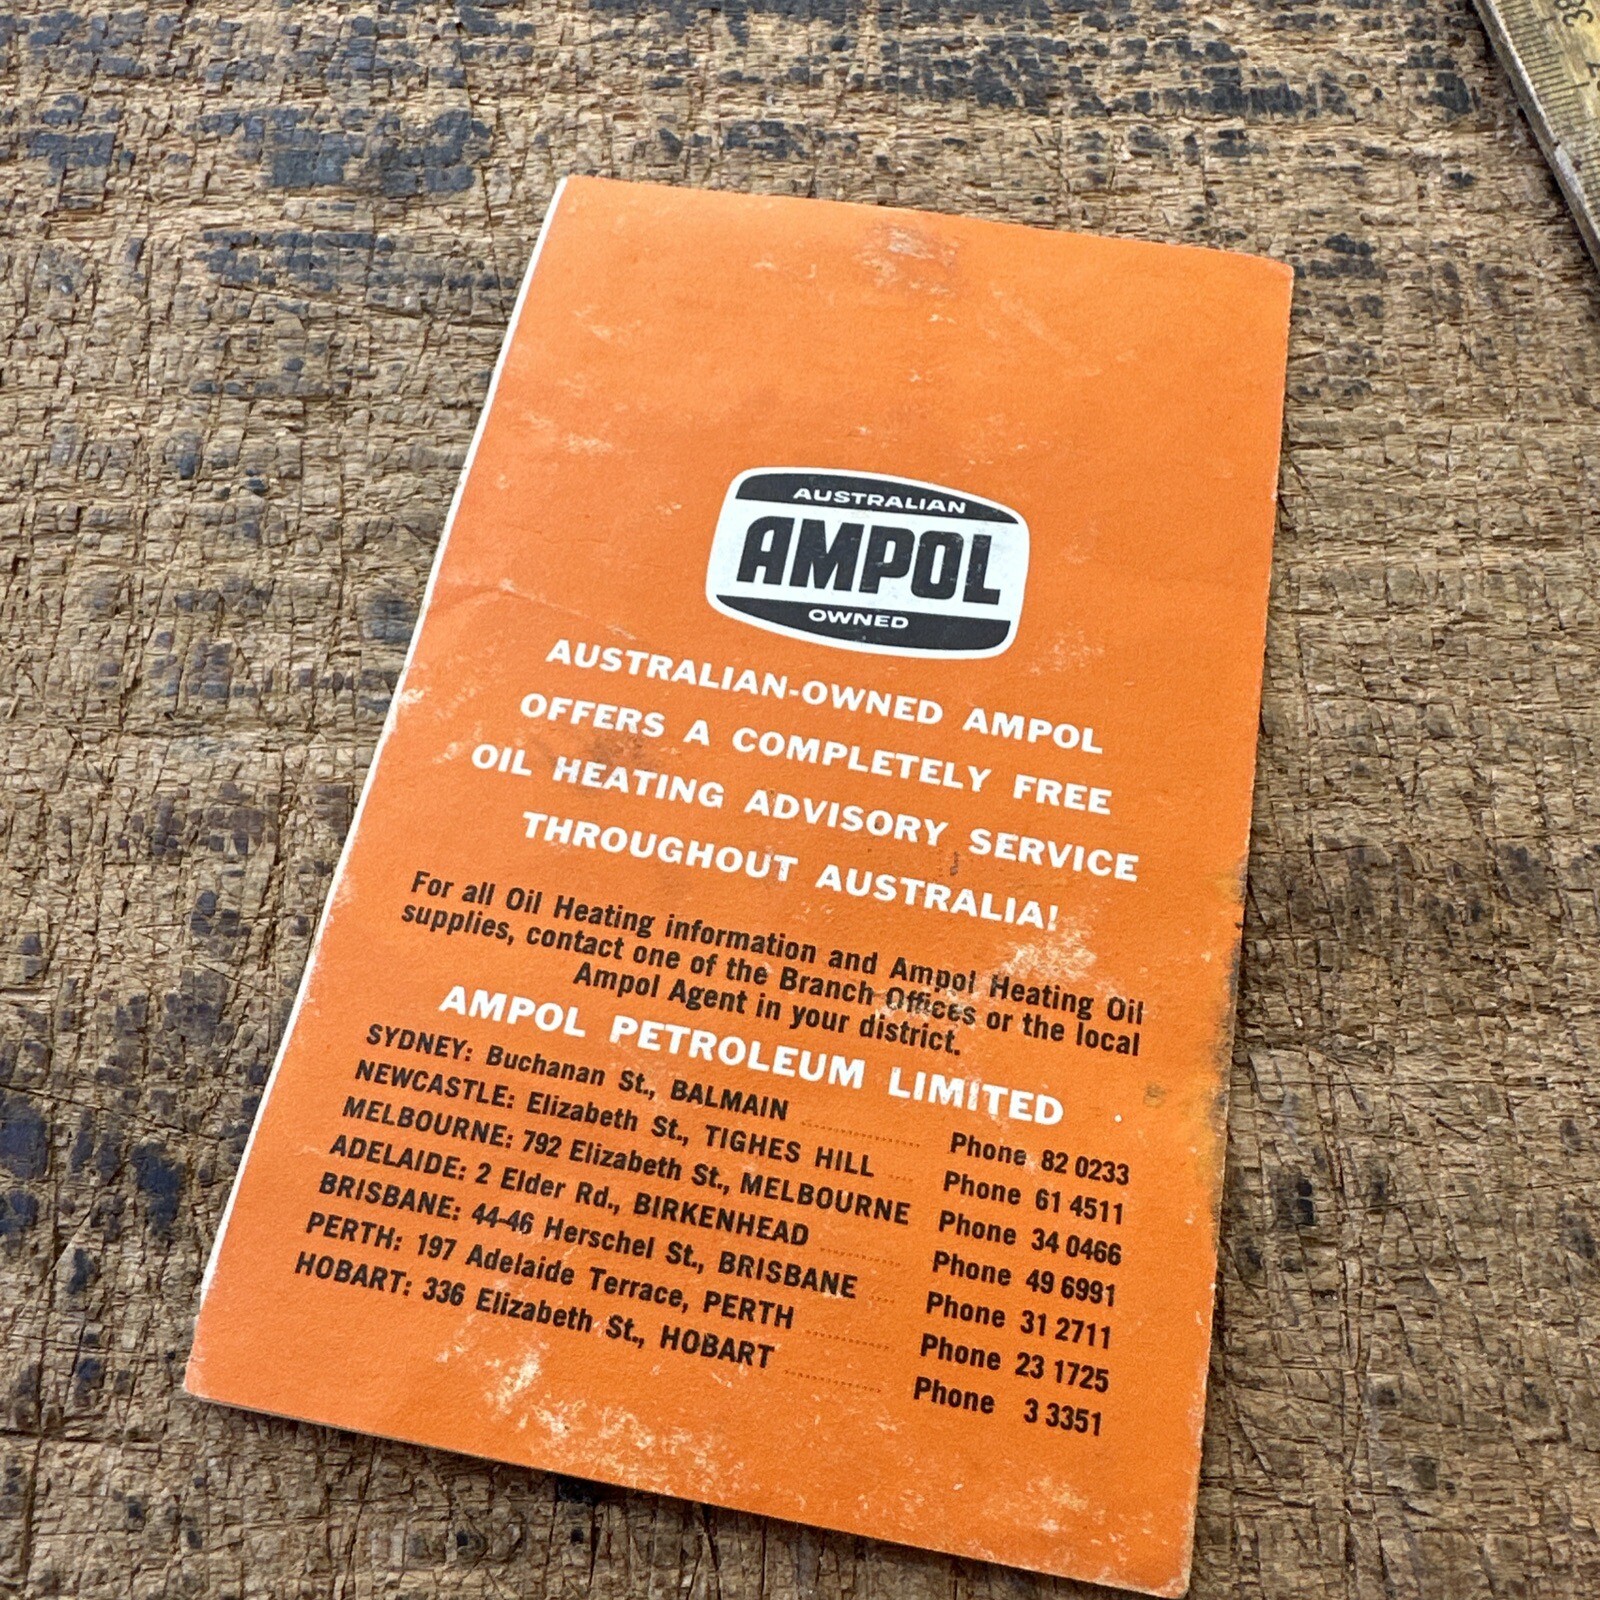 AUSTRALIAN
AMPOL
OWNED
AUSTRALIAN-OWNED AMPOL
OFFERS A COMPLETELY FREE
OIL HEATING ADVISORY SERVICE
THROUGHOUT AUSTRALIA!
For all Oil Heating information and Ampol Heating Oil
supplies, contact one of the Branch Offices or the local
Ampol Agent in your district.
AMPOL PETROLEUM LIMITED
SYDNEY: Buchanan St., BALMAIN ........ Phone 82 0233
NEWCASTLE: Elizabeth St., TIGHES HILL .... Phone 61 4511
MELBOURNE: 792 Elizabeth St., MELBOURNE Phone 34 0466
ADELAIDE: 2 Elder Rd., BIRKENHEAD ........ Phone 49 6991
BRISBANE: 44-46 Herschel St., BRISBANE .... Phone 31 2711
PERTH: 197 Adelaide Terrace, PERTH ........ Phone 23 1725
HOBART: 336 Elizabeth St., HOBART ........ Phone 3 3351
38